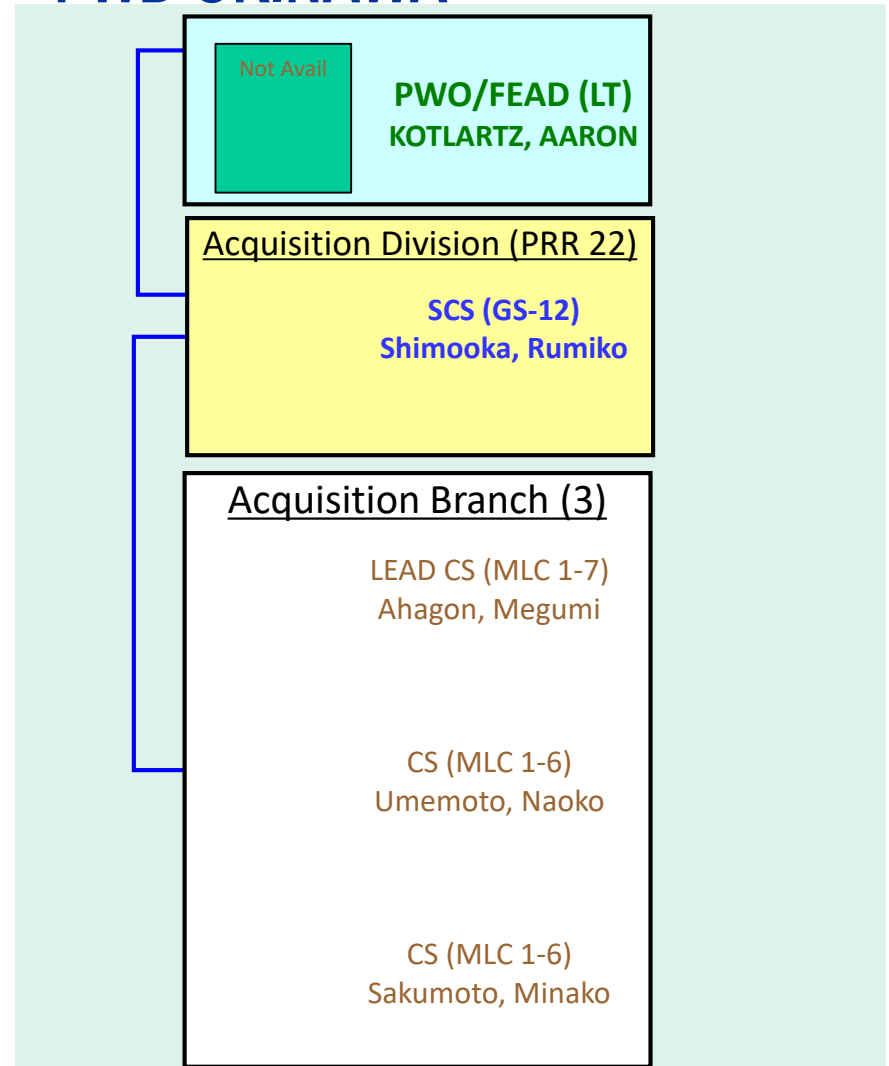 PWD OKINAWA
Not Avail
PWO/FEAD (LT)
KOTLARTZ, AARON
Acquisition Division (PRR 22)
SCS (GS-12)
Shimooka, Rumiko
Acquisition Branch (3)
LEAD CS (MLC 1-7)
Ahagon, Megumi
CS (MLC 1-6)
Umemoto, Naoko
CS (MLC 1-6)
Sakumoto, Minako